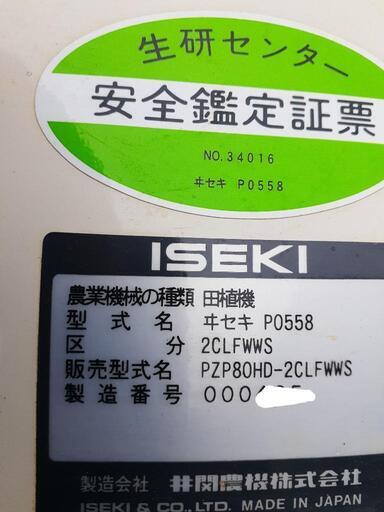 生研センター
安全鑑定証票
NO.34016
ヰセキ P0558
ISEKI
農業機械の種類 田植機
型式名 ヰセキ P0558
区分 2CLFWWS
販売型式名 PZP80HD-2CLFWWS
製造番号 000
製造会社 井関農機株式会社
ISEKI & CO., LTD. MADE IN JAPAN